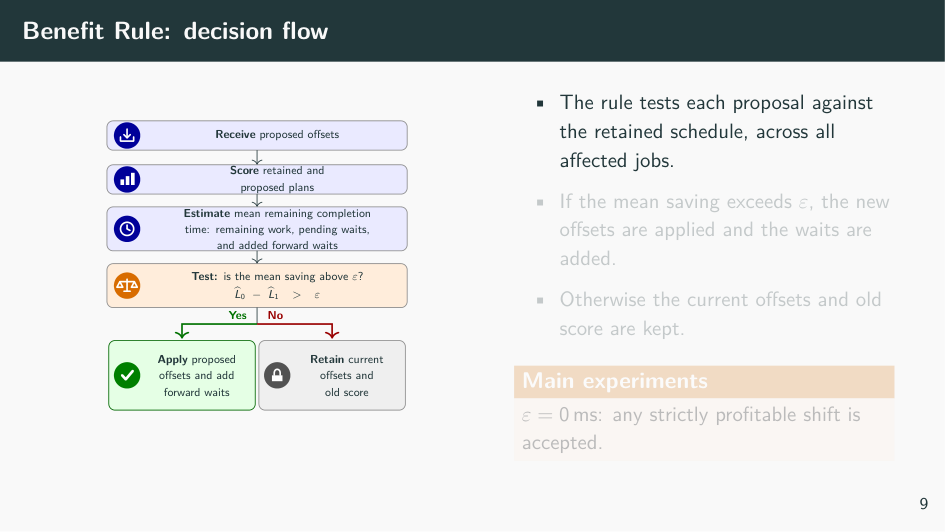 Benefit Rule: decision flow
Receive proposed offsets
Score retained and
proposed plans
Estimate mean remaining completion
time: remaining work, pending waits,
and added forward waits
Test: is the mean saving above ε?
L̂₀ − L̂₁ > ε
Yes No
Apply proposed
offsets and add
forward waits
Retain current
offsets and
old score
▪ The rule tests each proposal against
the retained schedule, across all
affected jobs.
▪ If the mean saving exceeds ε, the new
offsets are applied and the waits are
added.
▪ Otherwise the current offsets and old
score are kept.
Main experiments
ε = 0 ms: any strictly profitable shift is
accepted.
9